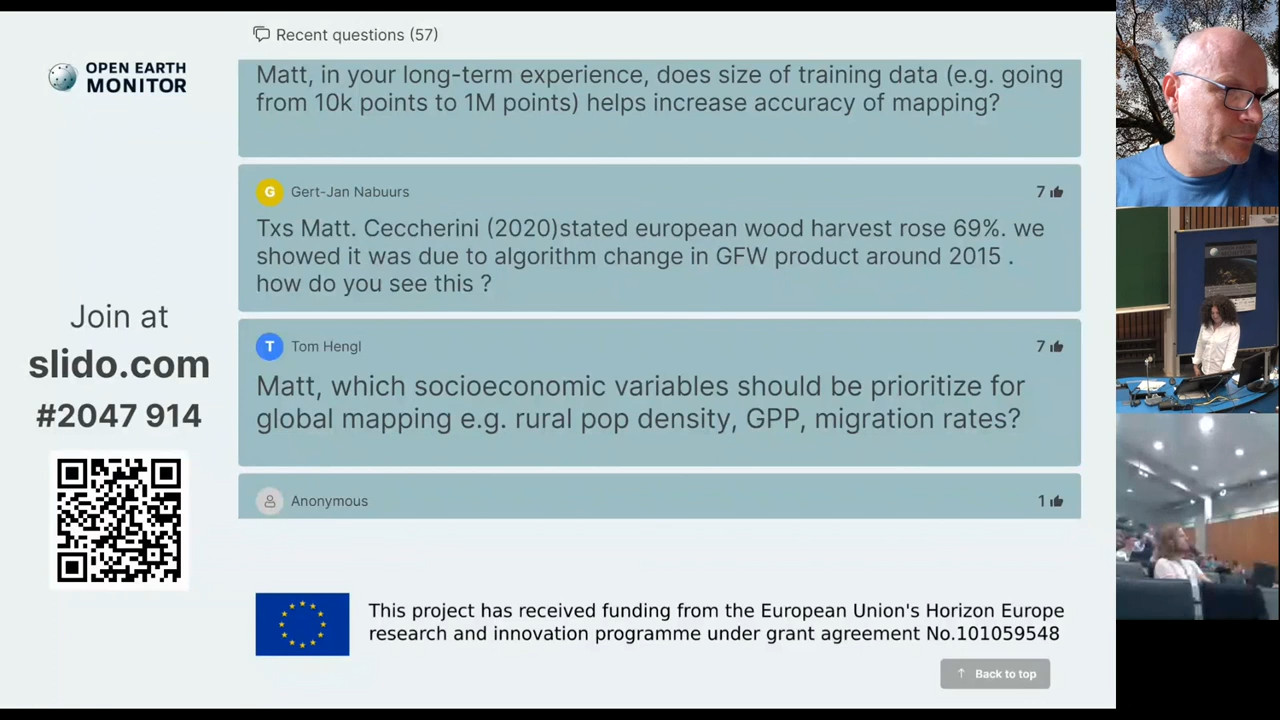 Recent questions (57)
OPEN EARTH
MONITOR
Matt, in your long-term experience, does size of training data (e.g. going
from 10k points to 1M points) helps increase accuracy of mapping?
G Gert-Jan Nabuurs 7
Txs Matt. Ceccherini (2020)stated european wood harvest rose 69%. we
showed it was due to algorithm change in GFW product around 2015 .
how do you see this ?
Join at
slido.com
#2047 914
T Tom Hengl 7
Matt, which socioeconomic variables should be prioritize for
global mapping e.g. rural pop density, GPP, migration rates?
Anonymous 1
This project has received funding from the European Union's Horizon Europe
research and innovation programme under grant agreement No.101059548
↑ Back to top